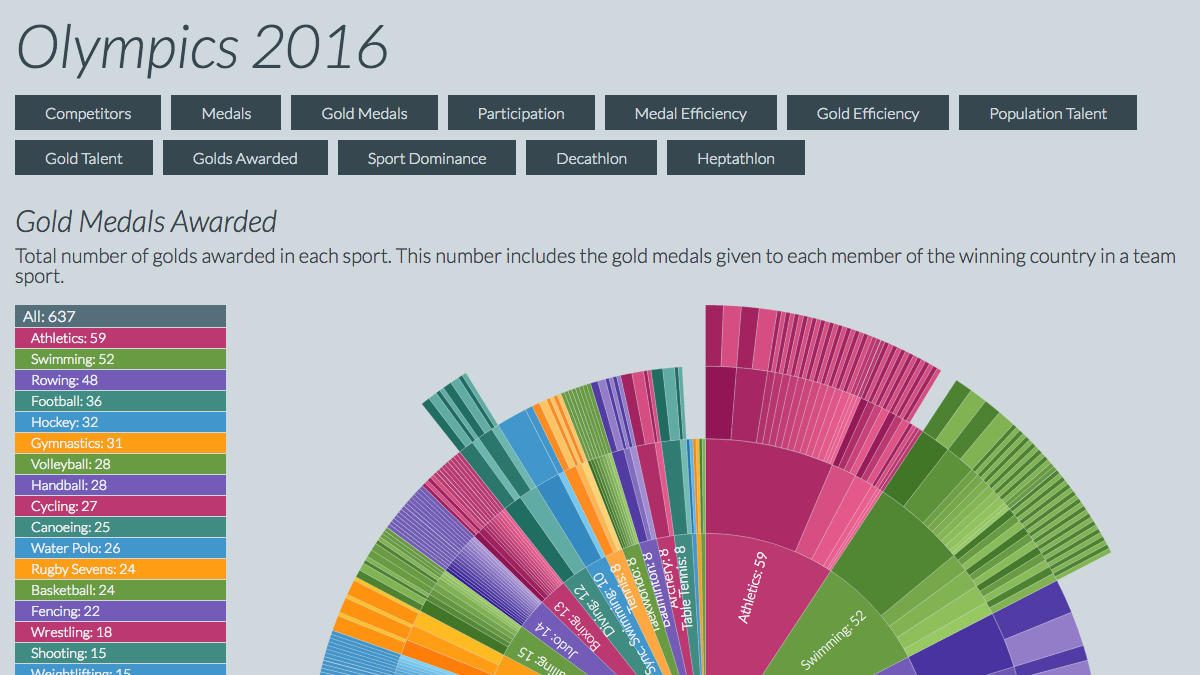 Olympics 2016
Competitors
Medals
Gold Medals
Participation
Medal Efficiency
Gold Efficiency
Population Talent
Gold Talent
Golds Awarded
Sport Dominance
Decathlon
Heptathlon
Gold Medals Awarded
Total number of golds awarded in each sport. This number includes the gold medals given to each member of the winning country in a team
sport.
All: 637
Athletics: 59
Swimming: 52
Rowing: 48
Football: 36
Hockey: 32
Gymnastics: 31
Volleyball: 28
Handball: 28
Cycling: 27
Canoeing: 25
Water Polo: 26
Rugby Sevens: 24
Basketball: 24
Fencing: 22
Wrestling: 18
Shooting: 15
Weightlifting: 15
Athletics: 59
Swimming: 52
Judo: 14
Boxing: 13
Diving: 12
Sync. Swimming: 10
Tennis: 8
Badminton: 8
Archery: 8
Table Tennis: 8